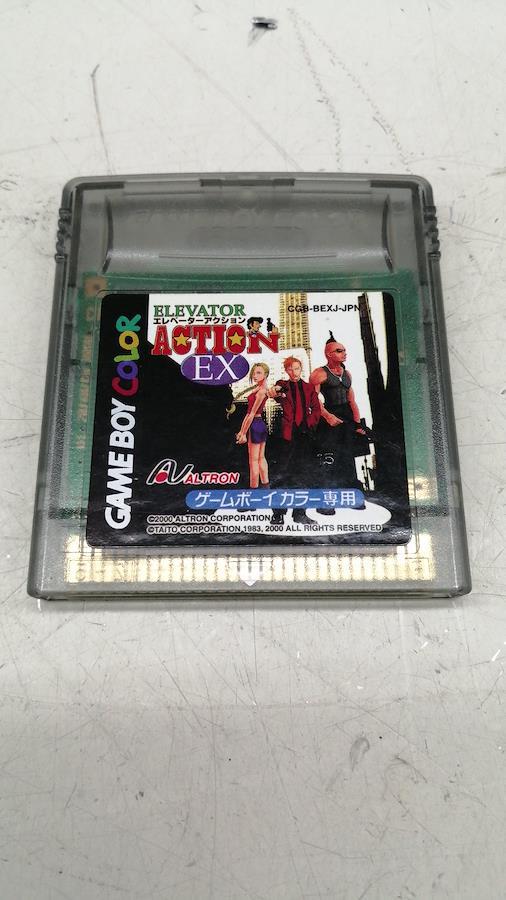 ELEVATOR
エレベーターアクション
ACTION
EX
CGB-BEXJ-JPN
GAME BOY COLOR
15
ALTRON
ゲームボーイカラー専用
©2000 ALTRON CORPORATION
©TAITO CORPORATION 1983, 2000 ALL RIGHTS RESERVED